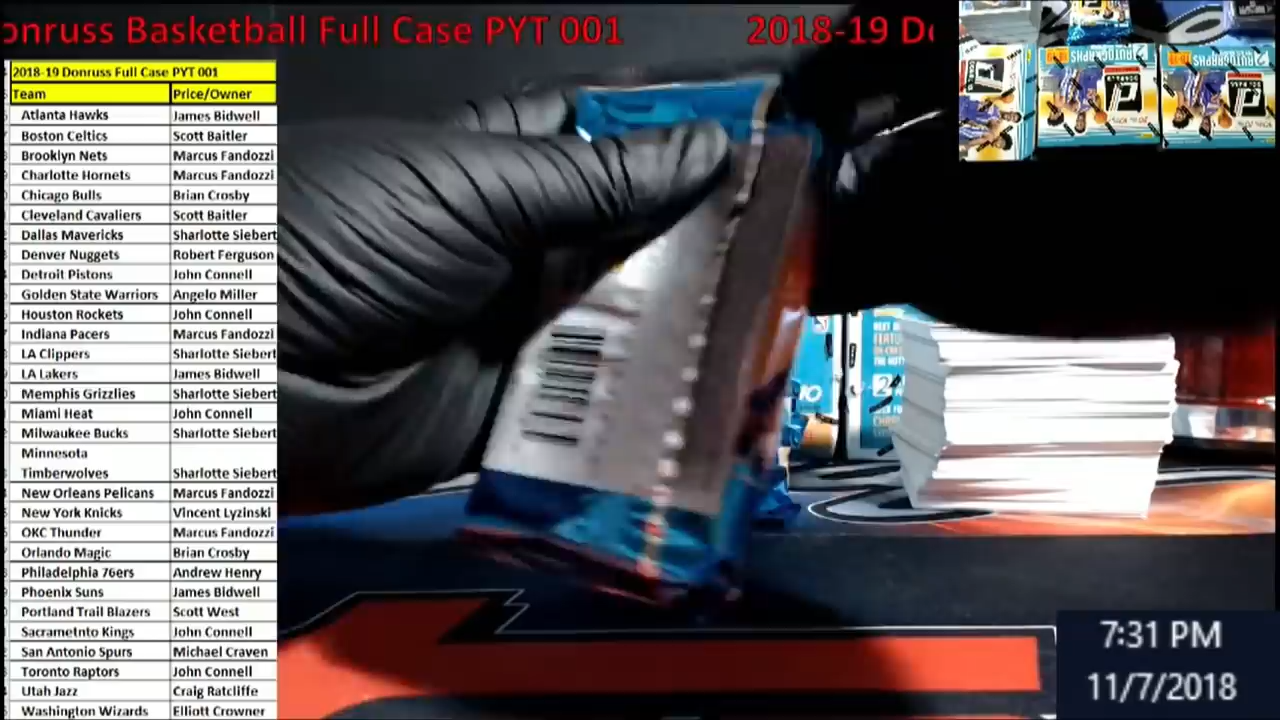 onruss Basketball Full Case PYT 001
2018-19 D
2018-19 Donruss Full Case PYT 001
Team Price/Owner
Atlanta Hawks James Bidwell
Boston Celtics Scott Baitler
Brooklyn Nets Marcus Fandozzi
Charlotte Hornets Marcus Fandozzi
Chicago Bulls Brian Crosby
Cleveland Cavaliers Scott Baitler
Dallas Mavericks Sharlotte Siebert
Denver Nuggets Robert Ferguson
Detroit Pistons John Connell
Golden State Warriors Angelo Miller
Houston Rockets John Connell
Indiana Pacers Marcus Fandozzi
LA Clippers Sharlotte Siebert
LA Lakers James Bidwell
Memphis Grizzlies Sharlotte Siebert
Miami Heat John Connell
Milwaukee Bucks Sharlotte Siebert
Minnesota
Timberwolves Sharlotte Siebert
New Orleans Pelicans Marcus Fandozzi
New York Knicks Vincent Lyzinski
OKC Thunder Marcus Fandozzi
Orlando Magic Brian Crosby
Philadelphia 76ers Andrew Henry
Phoenix Suns James Bidwell
Portland Trail Blazers Scott West
Sacrametnto Kings John Connell
San Antonio Spurs Michael Craven
Toronto Raptors John Connell
Utah Jazz Craig Ratcliffe
Washington Wizards Elliott Crowner
AUTOGRAPHS
7:31 PM
11/7/2018